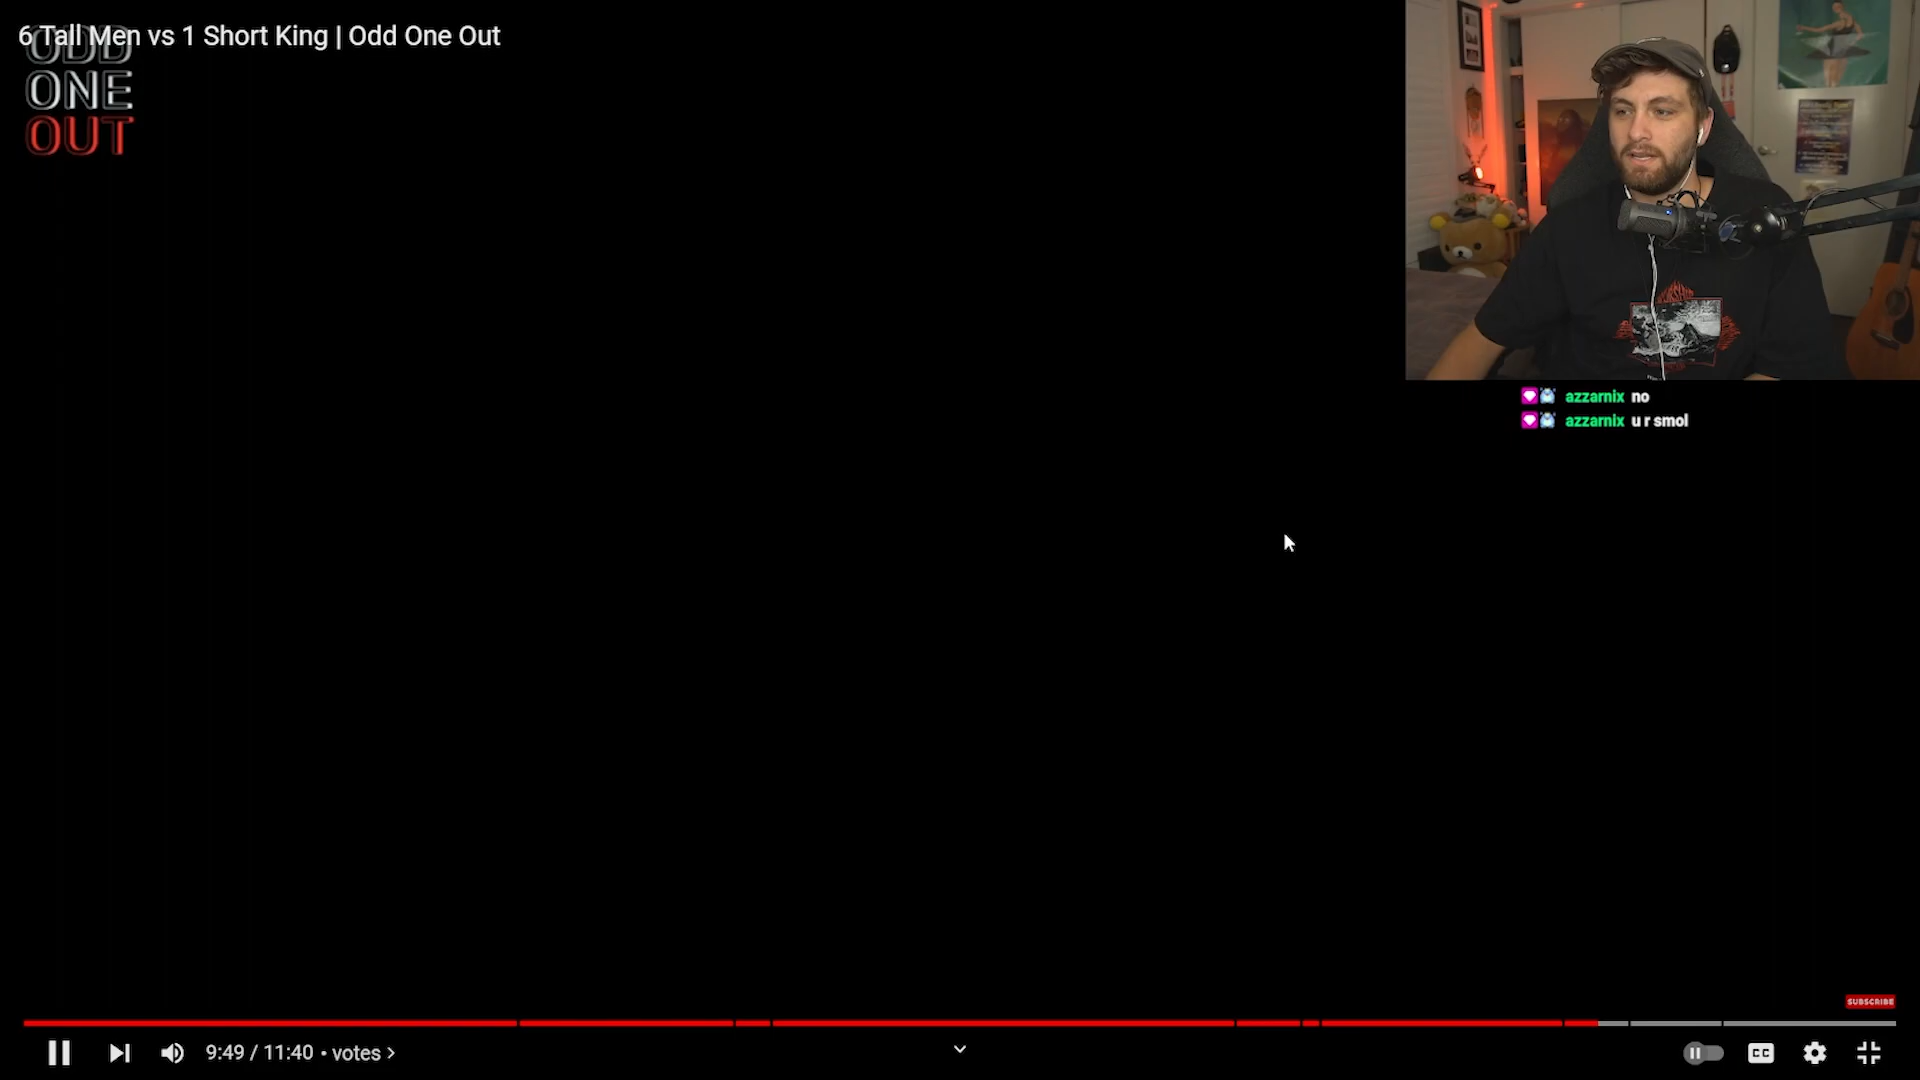 6 Tall Men vs 1 Short King | Odd One Out
ODD
ONE
OUT
azzarnix no
azzarnix u r smol
SUBSCRIBE
9:49 / 11:40 • votes >
CC